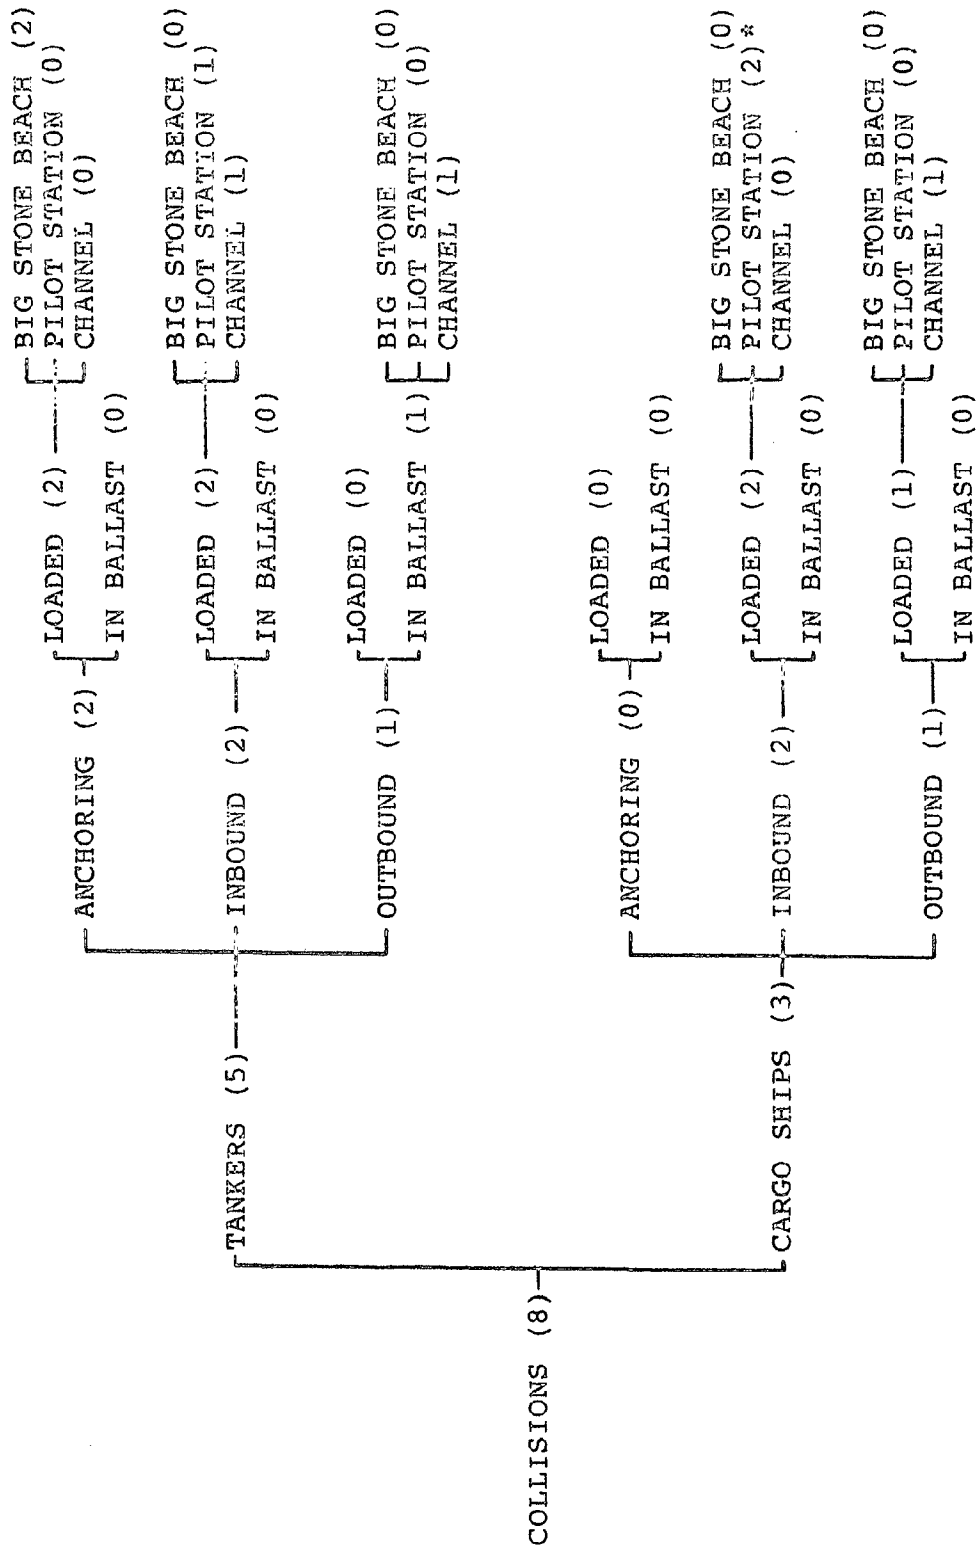 COLLISIONS (8)
TANKERS (5)
ANCHORING (2)
LOADED (2)
BIG STONE BEACH (2)
PILOT STATION (0)
CHANNEL (0)
IN BALLAST (0)
INBOUND (2)
LOADED (2)
BIG STONE BEACH (0)
PILOT STATION (1)
CHANNEL (1)
IN BALLAST (0)
OUTBOUND (1)
LOADED (0)
IN BALLAST (1)
BIG STONE BEACH (0)
PILOT STATION (0)
CHANNEL (1)
CARGO SHIPS (3)
ANCHORING (0)
LOADED (0)
IN BALLAST (0)
INBOUND (2)
LOADED (2)
BIG STONE BEACH (0)
PILOT STATION (2)*
CHANNEL (0)
IN BALLAST (0)
OUTBOUND (1)
LOADED (1)
BIG STONE BEACH (0)
PILOT STATION (0)
CHANNEL (1)
IN BALLAST (0)